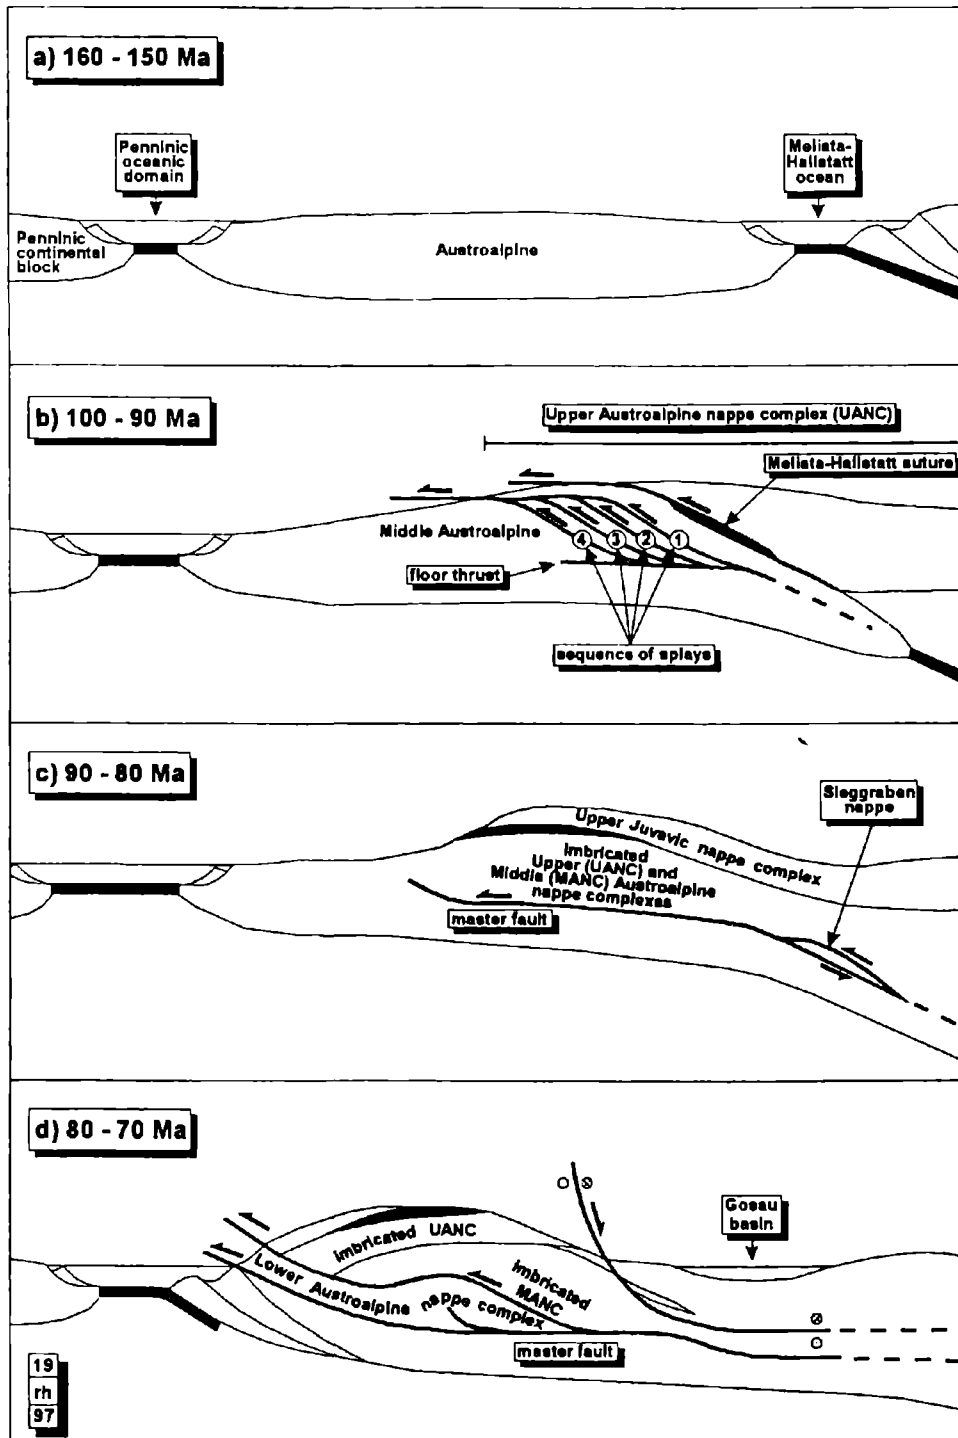 a) 160 - 150 Ma
Penninic
oceanic
domain
Meliata-
Hallstatt
ocean
Penninic
continental
block
Austroalpine
b) 100 - 90 Ma
Upper Austroalpine nappe complex (UANC)
Meliata-Hallstatt suture
Middle Austroalpine
4
3
2
1
floor thrust
sequence of splays
c) 90 - 80 Ma
Sieggraben
nappe
Upper Juvavic nappe complex
Imbricated
Upper (UANC) and
Middle (MANC) Austroalpine
nappe complexes
master fault
d) 80 - 70 Ma
Gosau
basin
imbricated UANC
imbricated
MANC
Lower Austroalpine
nappe complex
master fault
19
rh
97